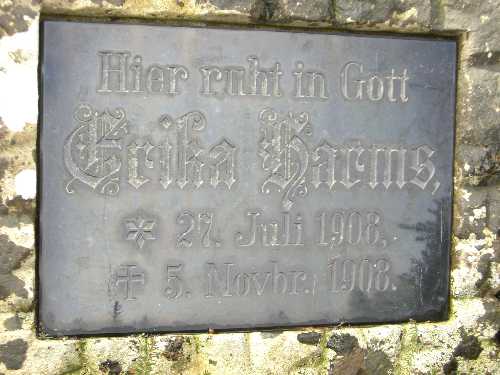 Hier ruht in Gott
Erika Harms,
* 27. Juli 1908,
✝ 5. Novbr. 1908.